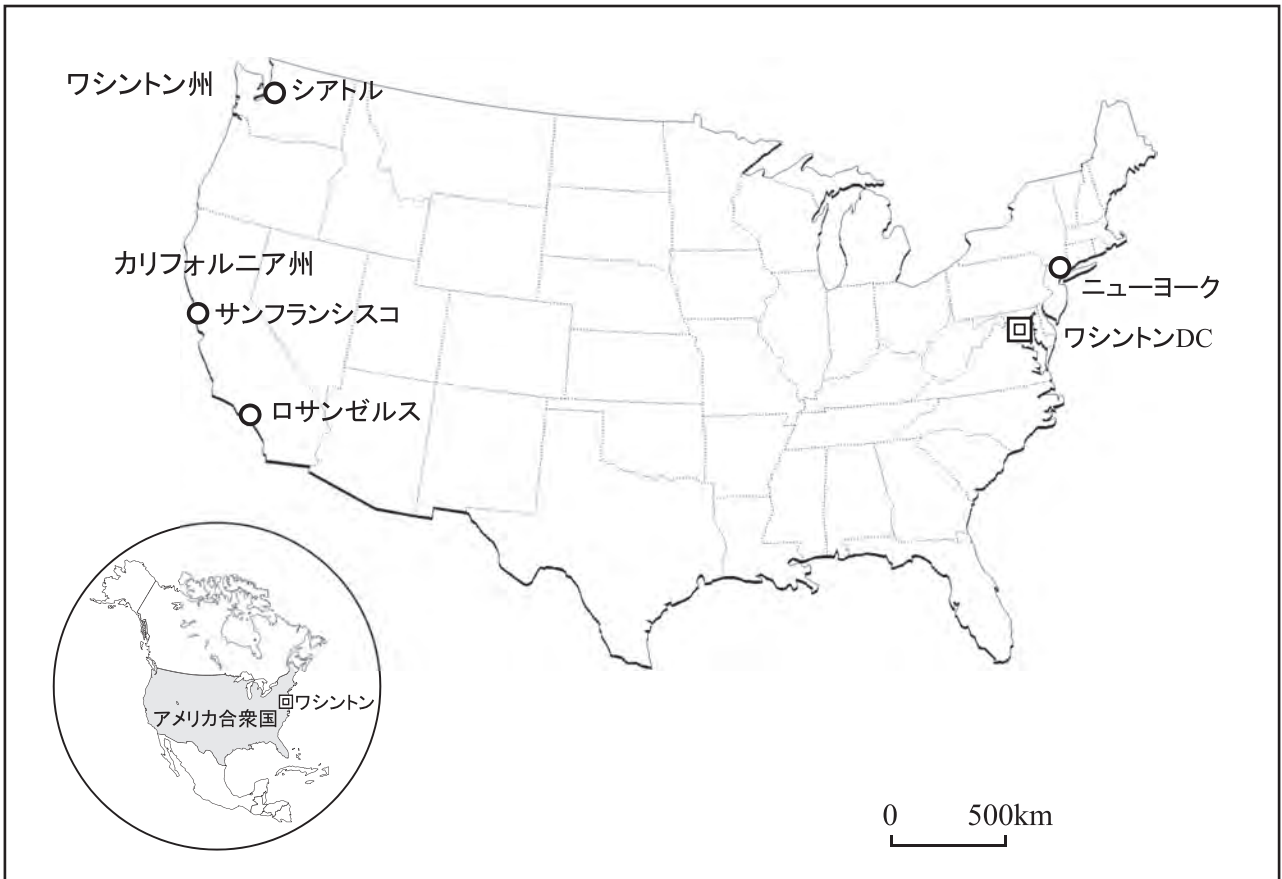 ワシントン州
シアトル
カリフォルニア州
サンフランシスコ
ロサンゼルス
ニューヨーク
ワシントンDC
ワシントン
アメリカ合衆国
0 500km